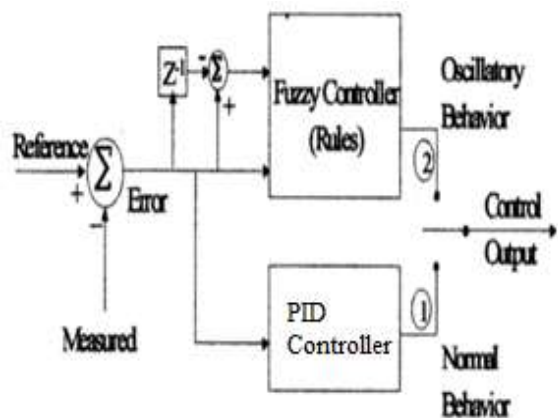 Z-1
-
Σ
+
Fuzzy Controller
(Rules)
Oscillatory
Behavior
2
Reference
+
Σ
-
Error
Control
Output
Measured
PID
Controller
1
Normal
Behavior